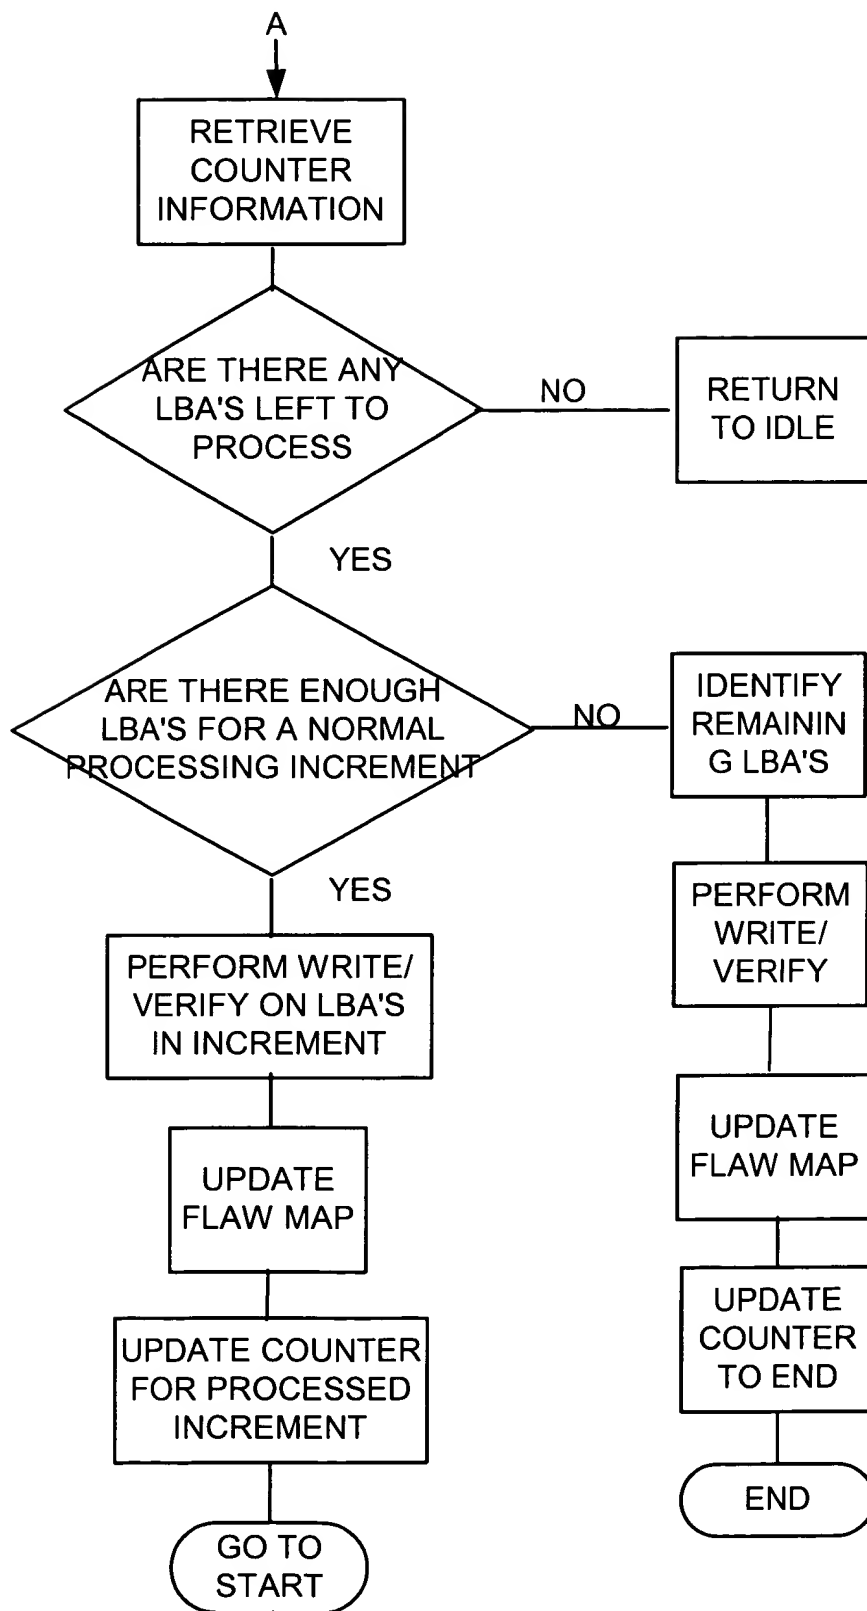 A
RETRIEVE
COUNTER
INFORMATION
ARE THERE ANY
LBA'S LEFT TO
PROCESS
NO
RETURN
TO IDLE
YES
ARE THERE ENOUGH
LBA'S FOR A NORMAL
PROCESSING INCREMENT
NO
IDENTIFY
REMAININ
G LBA'S
YES
PERFORM WRITE/
VERIFY ON LBA'S
IN INCREMENT
PERFORM
WRITE/
VERIFY
UPDATE
FLAW MAP
UPDATE
FLAW MAP
UPDATE COUNTER
FOR PROCESSED
INCREMENT
UPDATE
COUNTER
TO END
GO TO
START
END